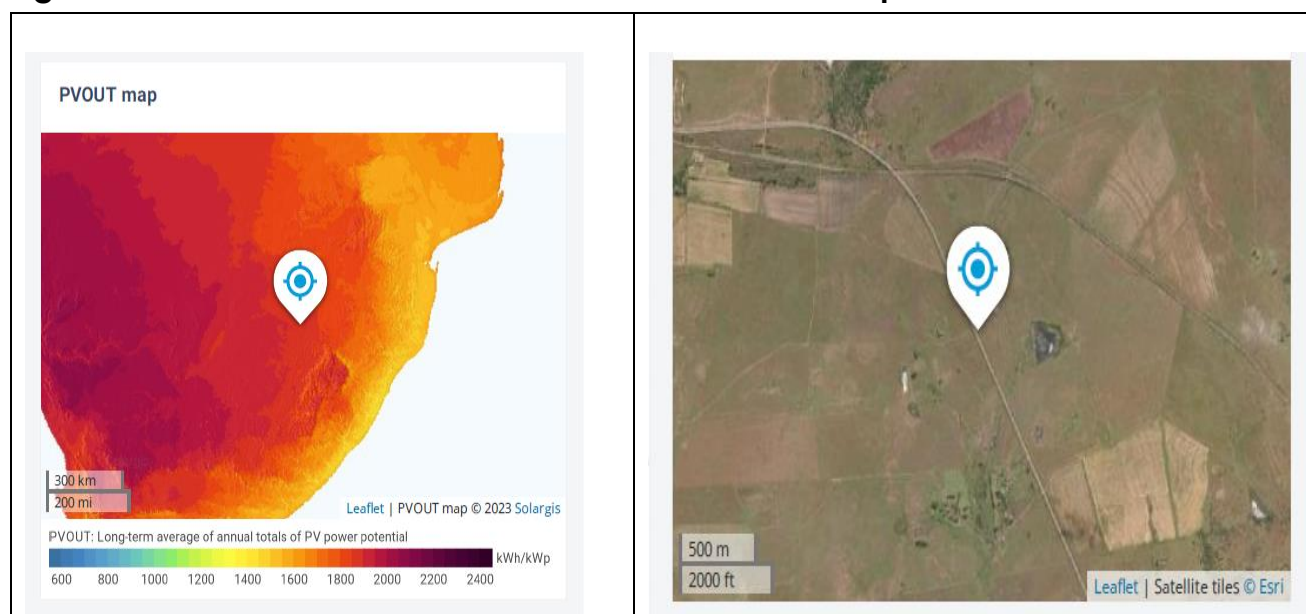 PVOUT map
300 km
200 mi
Leaflet | PVOUT map © 2023 Solargis
PVOUT: Long-term average of annual totals of PV power potential
kWh/kWp
600 800 1000 1200 1400 1600 1800 2000 2200 2400
500 m
2000 ft
Leaflet | Satellite tiles © Esri